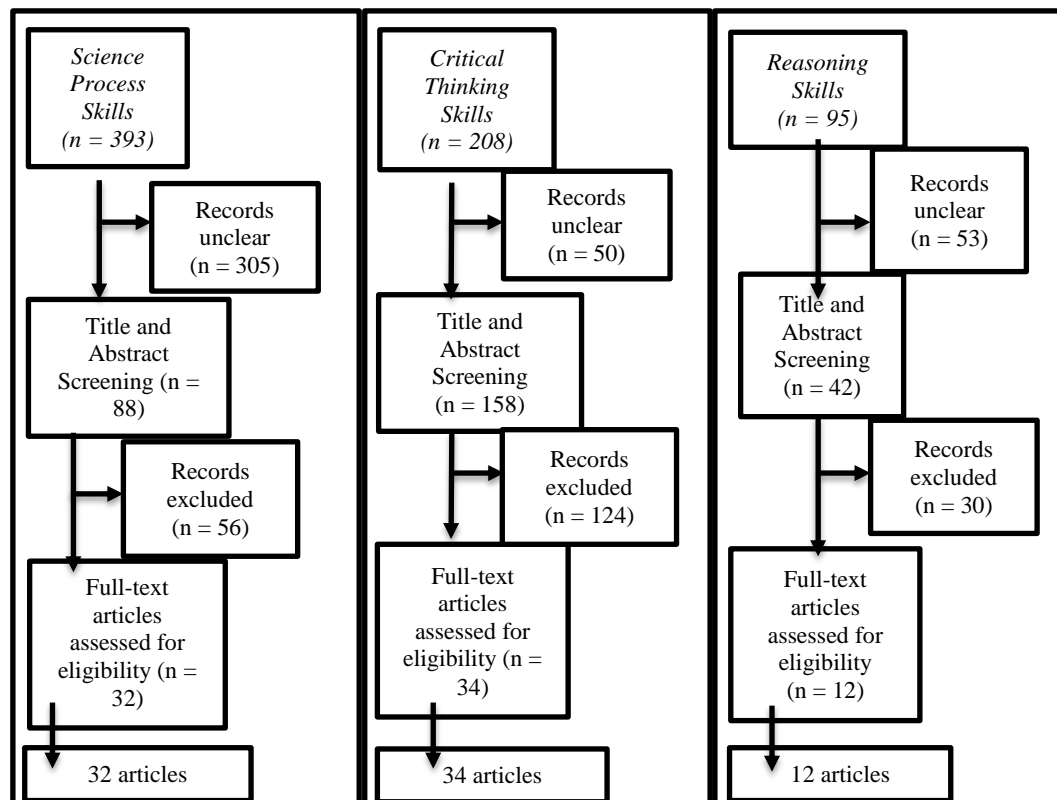 Science
Process
Skills
(n = 393)
Records
unclear
(n = 305)
Title and
Abstract
Screening (n =
88)
Records
excluded
(n = 56)
Full-text
articles
assessed for
eligibility (n =
32)
32 articles
Critical
Thinking
Skills
(n = 208)
Records
unclear
(n = 50)
Title and
Abstract
Screening
(n = 158)
Records
excluded
(n = 124)
Full-text
articles
assessed for
eligibility (n =
34)
34 articles
Reasoning
Skills
(n = 95)
Records
unclear
(n = 53)
Title and
Abstract
Screening
(n = 42)
Records
excluded
(n = 30)
Full-text
articles
assessed for
eligibility
(n = 12)
12 articles